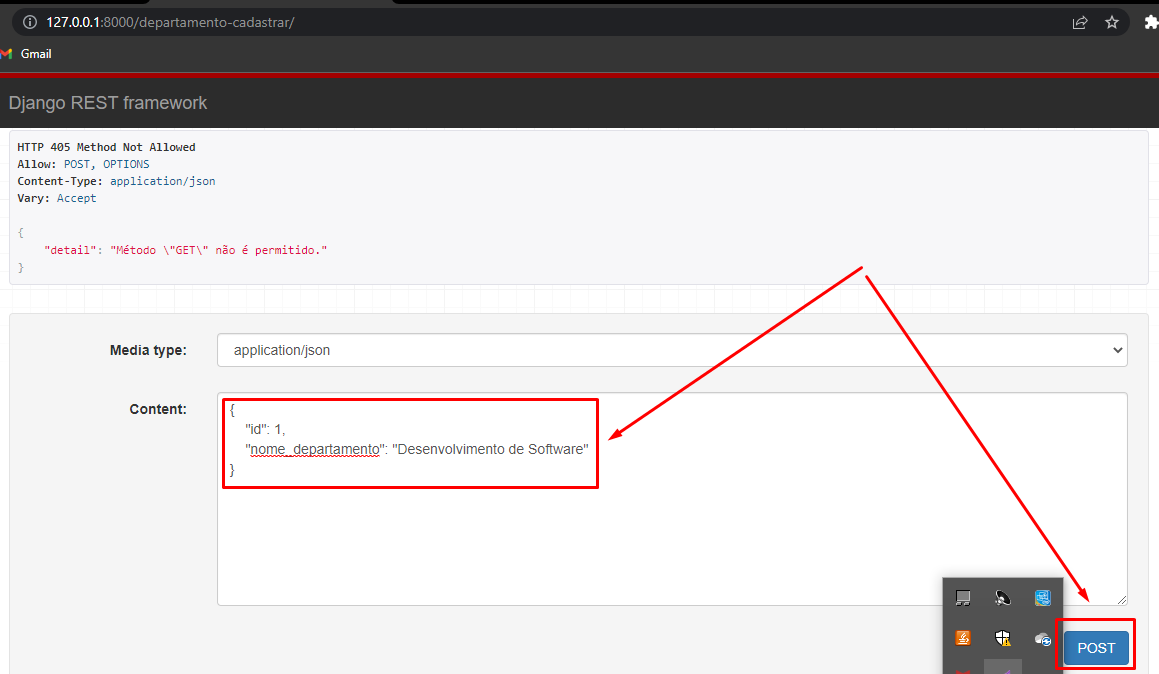 127.0.0.1:8000/departamento-cadastrar/
Gmail
Django REST framework
HTTP 405 Method Not Allowed
Allow: POST, OPTIONS
Content-Type: application/json
Vary: Accept
{
"detail": "Método \"GET\" não é permitido."
}
Media type: application/json
Content:
{
"id": 1,
"nome_departamento": "Desenvolvimento de Software"
}
POST